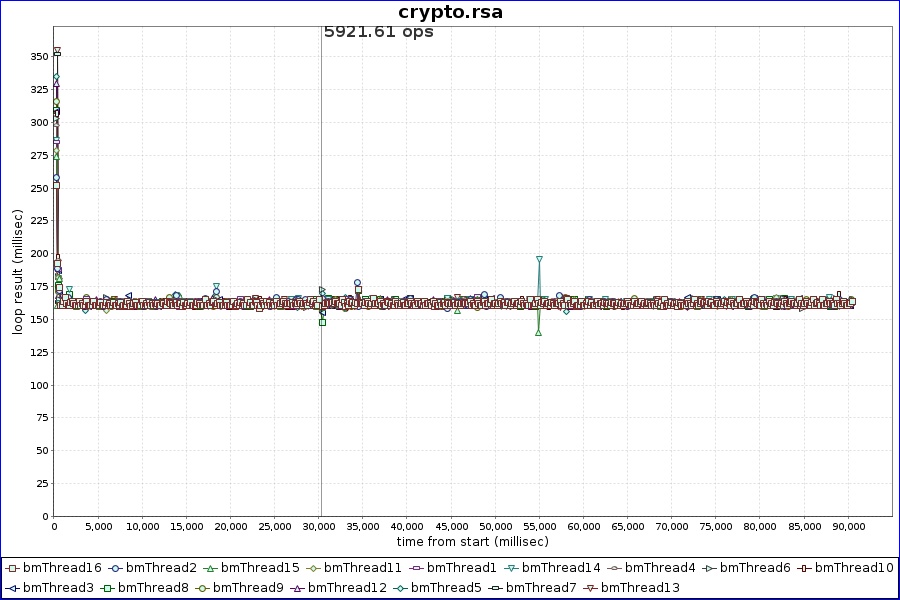 crypto.rsa
5921.61 ops
350
325
300
275
250
225
200
175
150
125
100
75
50
25
0
loop result (millisec)
0 5,000 10,000 15,000 20,000 25,000 30,000 35,000 40,000 45,000 50,000 55,000 60,000 65,000 70,000 75,000 80,000 85,000 90,000
time from start (millisec)
bmThread16 bmThread2 bmThread15 bmThread11 bmThread1 bmThread14 bmThread4 bmThread6 bmThread10
bmThread3 bmThread8 bmThread9 bmThread12 bmThread5 bmThread7 bmThread13